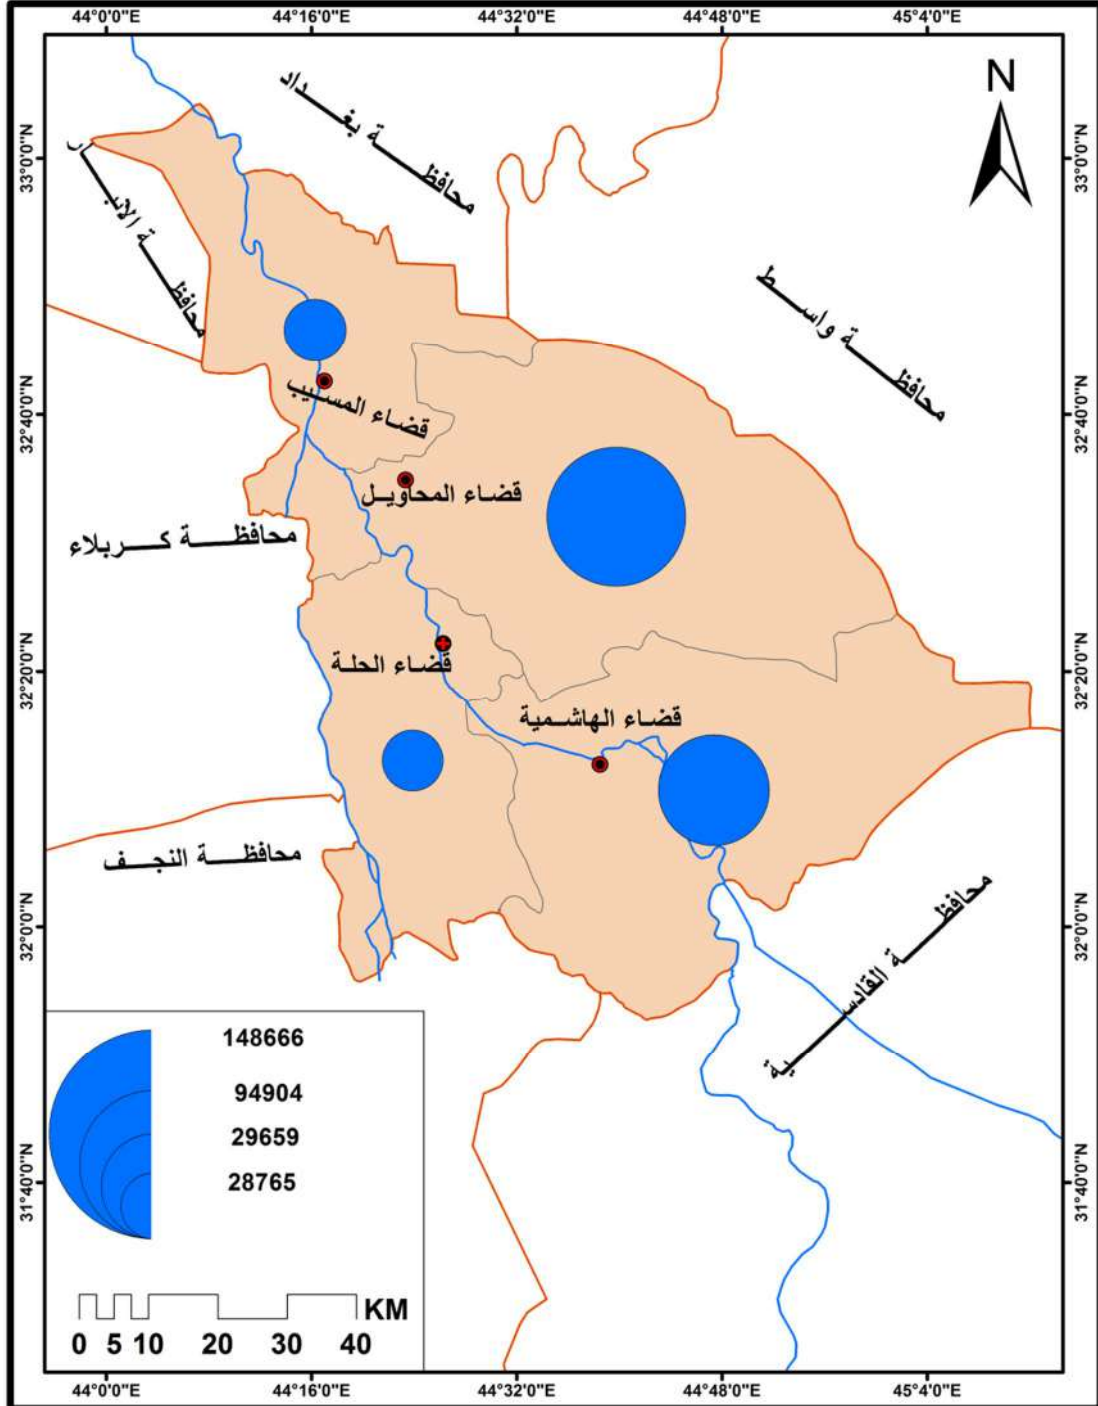 44°0'0"E 44°16'0"E 44°32'0"E 44°48'0"E 45°4'0"E
N
33°0'0"N
33°0'0"N
محافظة بغداد
محافظة الانبار
محافظة واسط
قضاء المسيب
32°40'0"N
32°40'0"N
قضاء المحاويل
محافظة كربلاء
قضاء الحلة
32°20'0"N
32°20'0"N
قضاء الهاشمية
محافظة النجف
32°0'0"N
32°0'0"N
محافظة القادسية
148666
94904
29659
28765
31°40'0"N
31°40'0"N
KM
0 5 10 20 30 40
44°0'0"E 44°16'0"E 44°32'0"E 44°48'0"E 45°4'0"E